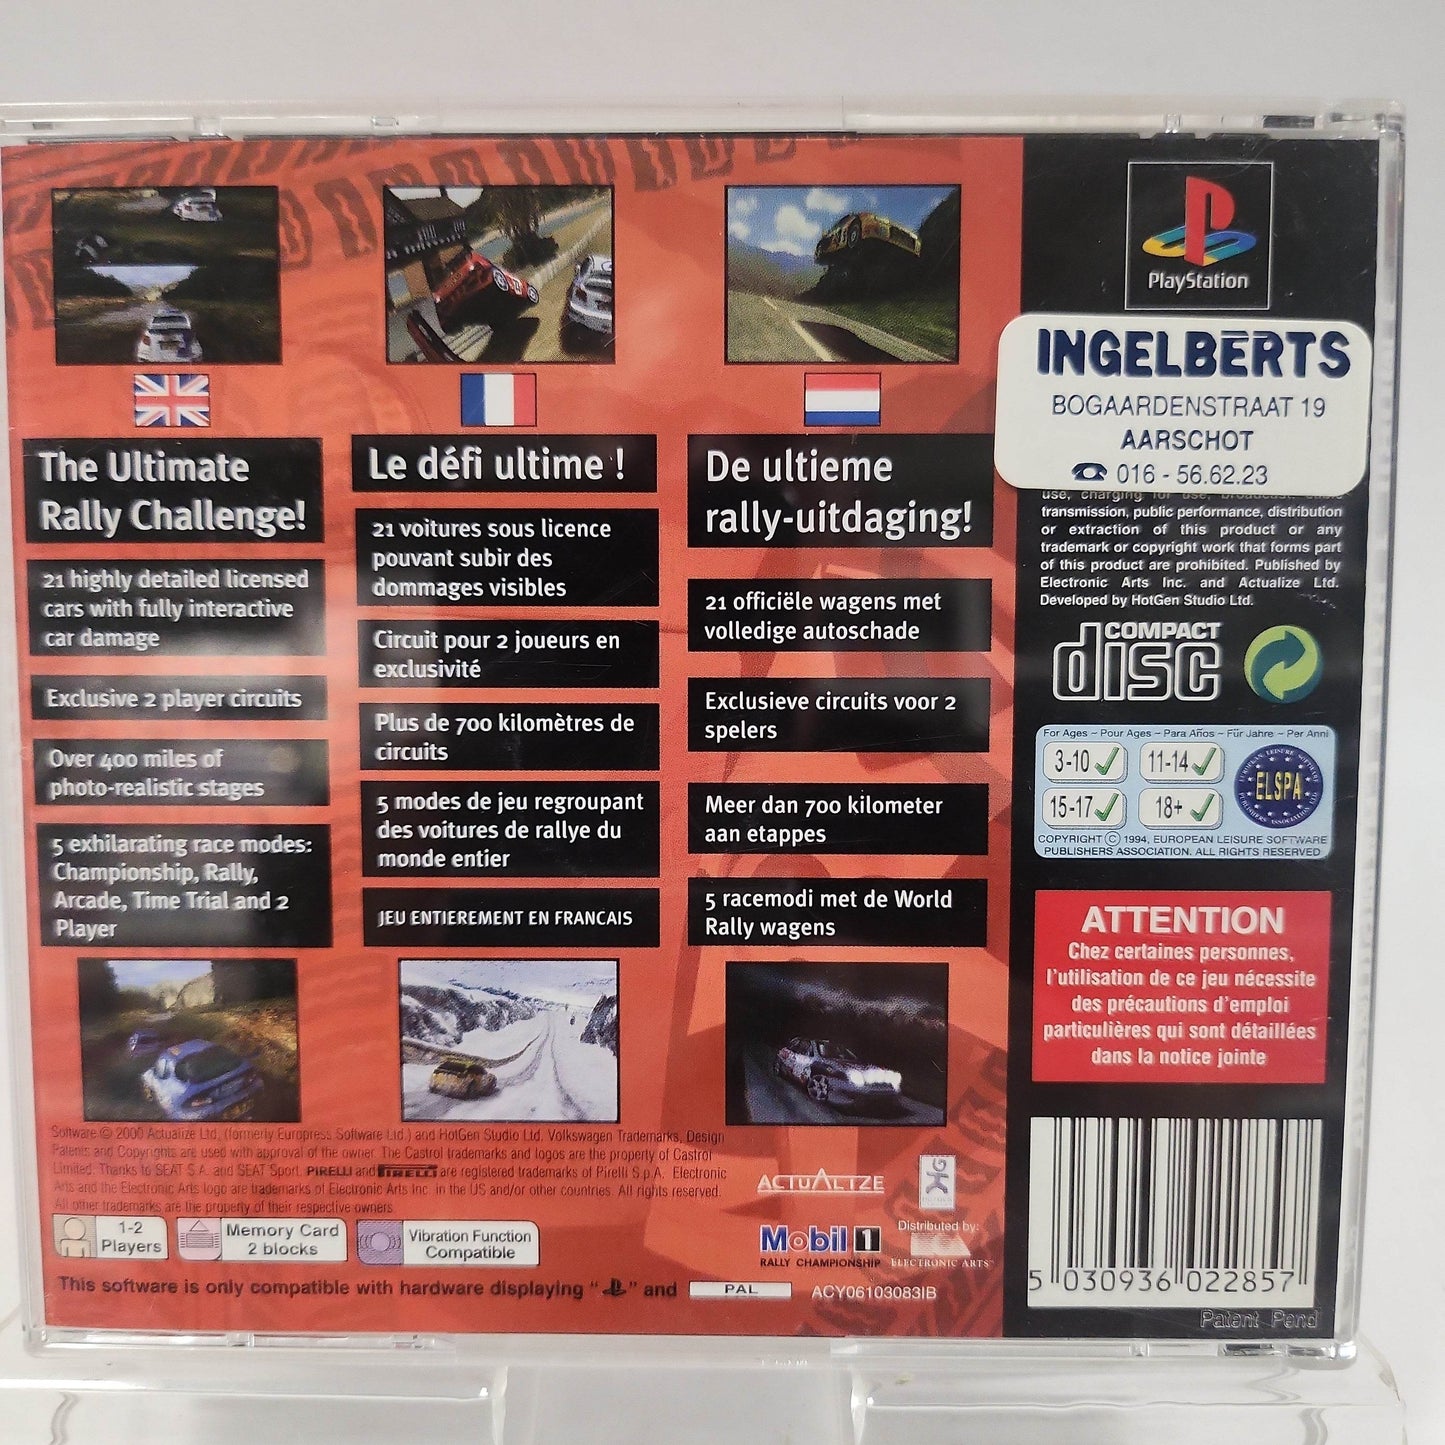 The Ultimate
Rally Challenge!
21 highly detailed licensed
cars with fully interactive
car damage
Exclusive 2 player circuits
Over 400 miles of
photo-realistic stages
5 exhilarating race modes:
Championship, Rally,
Arcade, Time Trial and 2
Player
Le défi ultime !
21 voitures sous licence
pouvant subir des
dommages visibles
Circuit pour 2 joueurs en
exclusivité
Plus de 700 kilomètres de
circuits
5 modes de jeu regroupant
des voitures de rallye du
monde entier
JEU ENTIEREMENT EN FRANCAIS
De ultieme
rally-uitdaging!
21 officiële wagens met
volledige autoschade
Exclusieve circuits voor 2
spelers
Meer dan 700 kilometer
aan etappes
5 racemodi met de World
Rally wagens
PlayStation
INGELBERTS
BOGAARDENSTRAAT 19
AARSCHOT
☎ 016 - 56.62.23
use, charging for use, broadcast,
transmission, public performance, distribution
or extraction of this product or any
trademark or copyright work that forms part
of this product are prohibited. Published by
Electronic Arts Inc. and Actualize Ltd.
Developed by HotGen Studio Ltd.
COMPACT
disc
For Ages ~ Pour Ages ~ Para Años ~ Für Jahre ~ Per Anni
3-10 ✓ 11-14 ✓
15-17 ✓ 18+ ✓
ELSPA
EUROPEAN LEISURE SOFTWARE PUBLISHERS ASSOCIATION LTD
COPYRIGHT © 1994, EUROPEAN LEISURE SOFTWARE
PUBLISHERS ASSOCIATION. ALL RIGHTS RESERVED
ATTENTION
Chez certaines personnes,
l'utilisation de ce jeu nécessite
des précautions d'emploi
particulières qui sont détaillées
dans la notice jointe
Software © 2000 Actualize Ltd. (formerly Europress Software Ltd.) and HotGen Studio Ltd. Volkswagen Trademarks, Design
Patents and Copyrights are used with approval of the owner. The Castrol trademarks and logos are the property of Castrol
Limited. Thanks to SEAT S.A. and SEAT Sport. PIRELLI and PIRELLI are registered trademarks of Pirelli S.p.A. Electronic
Arts and the Electronic Arts logo are trademarks of Electronic Arts Inc. in the US and/or other countries. All rights reserved.
All other trademarks are the property of their respective owners.
1-2
Players
Memory Card
2 blocks
Vibration Function
Compatible
ACTUALIZE
Mobil 1
RALLY CHAMPIONSHIP
Distributed by:
ELECTRONIC ARTS™
This software is only compatible with hardware displaying " " and PAL ACY06103083IB
5 030936 022857
Patent Pend